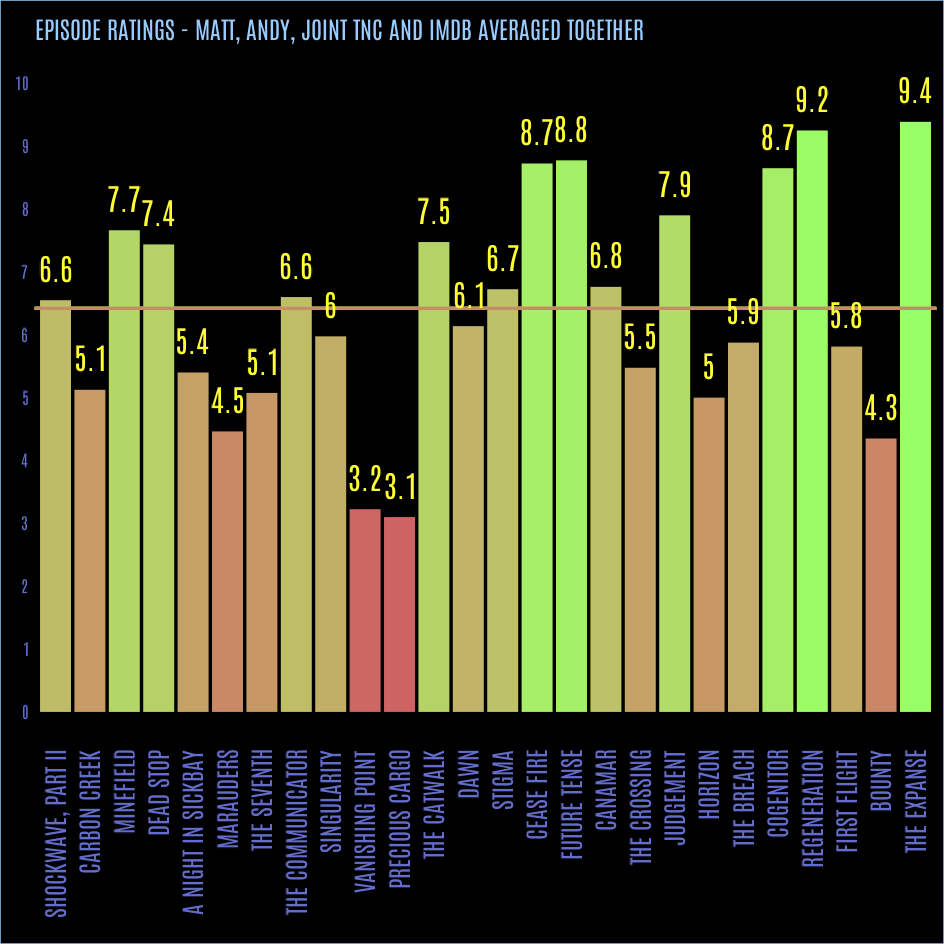 EPISODE RATINGS - MATT, ANDY, JOINT TNC AND IMDB AVERAGED TOGETHER
10
9
8
7
6
5
4
3
2
1
0
6.6
5.1
7.7
7.4
5.4
4.5
5.1
6.6
6
3.2
3.1
7.5
6.1
6.7
8.7
8.8
6.8
5.5
7.9
5
5.9
8.7
9.2
5.8
4.3
9.4
SHOCKWAVE, PART II
CARBON CREEK
MINEFIELD
DEAD STOP
A NIGHT IN SICKBAY
MARAUDERS
THE SEVENTH
THE COMMUNICATOR
SINGULARITY
VANISHING POINT
PRECIOUS CARGO
THE CATWALK
DAWN
STIGMA
CEASE FIRE
FUTURE TENSE
CANAMAR
THE CROSSING
JUDGEMENT
HORIZON
THE BREACH
COGENITOR
REGENERATION
FIRST FLIGHT
BOUNTY
THE EXPANSE